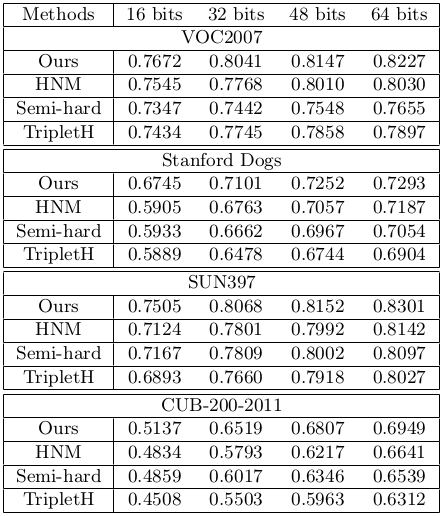 Methods 16 bits 32 bits 48 bits 64 bits
VOC2007
Ours 0.7672 0.8041 0.8147 0.8227
HNM 0.7545 0.7768 0.8010 0.8030
Semi-hard 0.7347 0.7442 0.7548 0.7655
TripletH 0.7434 0.7745 0.7858 0.7897
Stanford Dogs
Ours 0.6745 0.7101 0.7252 0.7293
HNM 0.5905 0.6763 0.7057 0.7187
Semi-hard 0.5933 0.6662 0.6967 0.7054
TripletH 0.5889 0.6478 0.6744 0.6904
SUN397
Ours 0.7505 0.8068 0.8152 0.8301
HNM 0.7124 0.7801 0.7992 0.8142
Semi-hard 0.7167 0.7809 0.8002 0.8097
TripletH 0.6893 0.7660 0.7918 0.8027
CUB-200-2011
Ours 0.5137 0.6519 0.6807 0.6949
HNM 0.4834 0.5793 0.6217 0.6641
Semi-hard 0.4859 0.6017 0.6346 0.6539
TripletH 0.4508 0.5503 0.5963 0.6312